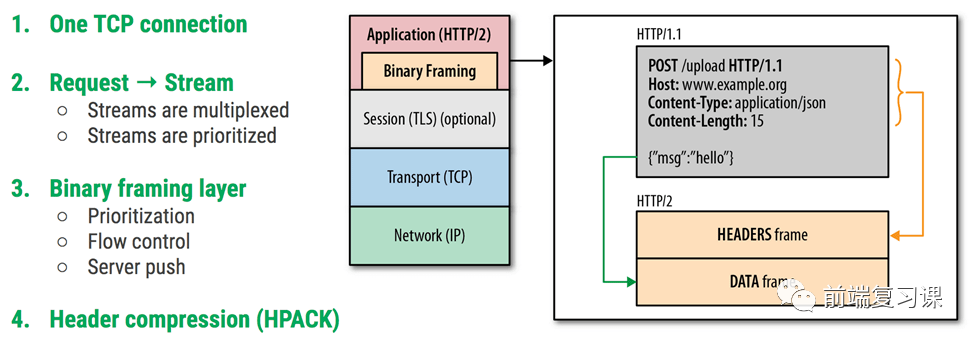 1. One TCP connection
2. Request → Stream
○ Streams are multiplexed
○ Streams are prioritized
3. Binary framing layer
○ Prioritization
○ Flow control
○ Server push
4. Header compression (HPACK)
Application (HTTP/2)
Binary Framing
Session (TLS) (optional)
Transport (TCP)
Network (IP)
HTTP/1.1
POST /upload HTTP/1.1
Host: www.example.org
Content-Type: application/json
Content-Length: 15
{"msg":"hello"}
HTTP/2
HEADERS frame
DATA frame
前端复习课